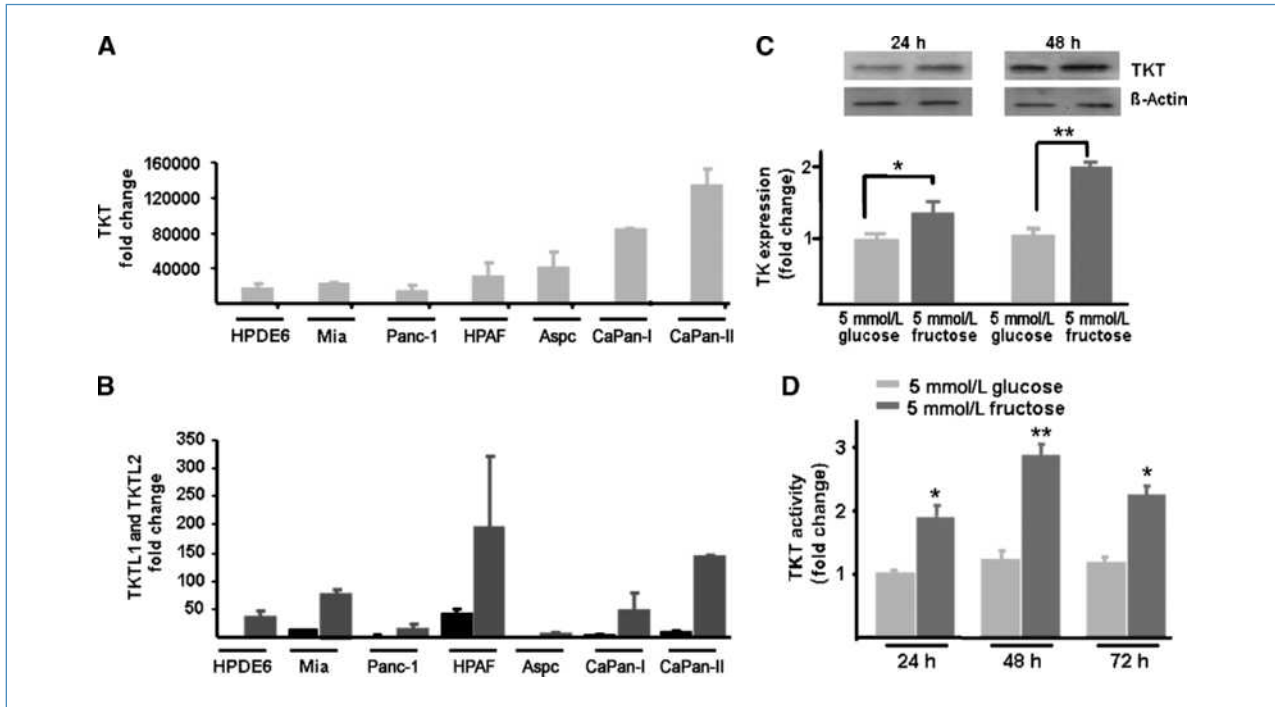 A
TKT
fold change
160000
120000
80000
40000
HPDE6 Mia Panc-1 HPAF Aspc CaPan-I CaPan-II
B
TKTL1 and TKTL2
fold change
350
300
250
200
150
100
50
HPDE6 Mia Panc-1 HPAF Aspc CaPan-I CaPan-II
C
24 h 48 h
TKT
ß-Actin
TK expression
(fold change)
2
1
* **
5 mmol/L 5 mmol/L 5 mmol/L 5 mmol/L
glucose fructose glucose fructose
D
5 mmol/L glucose
5 mmol/L fructose
TKT activity
(fold change)
3
2
1
* ** *
24 h 48 h 72 h